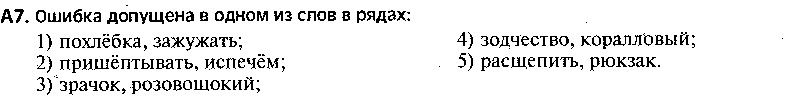 А7. Ошибка допущена в одном из слов в рядах:
1) похлёбка, зажужать;
2) пришёптывать, испечём;
3) зрачок, розовощокий;
4) зодчество, коралловый;
5) расщепить, рюкзак.